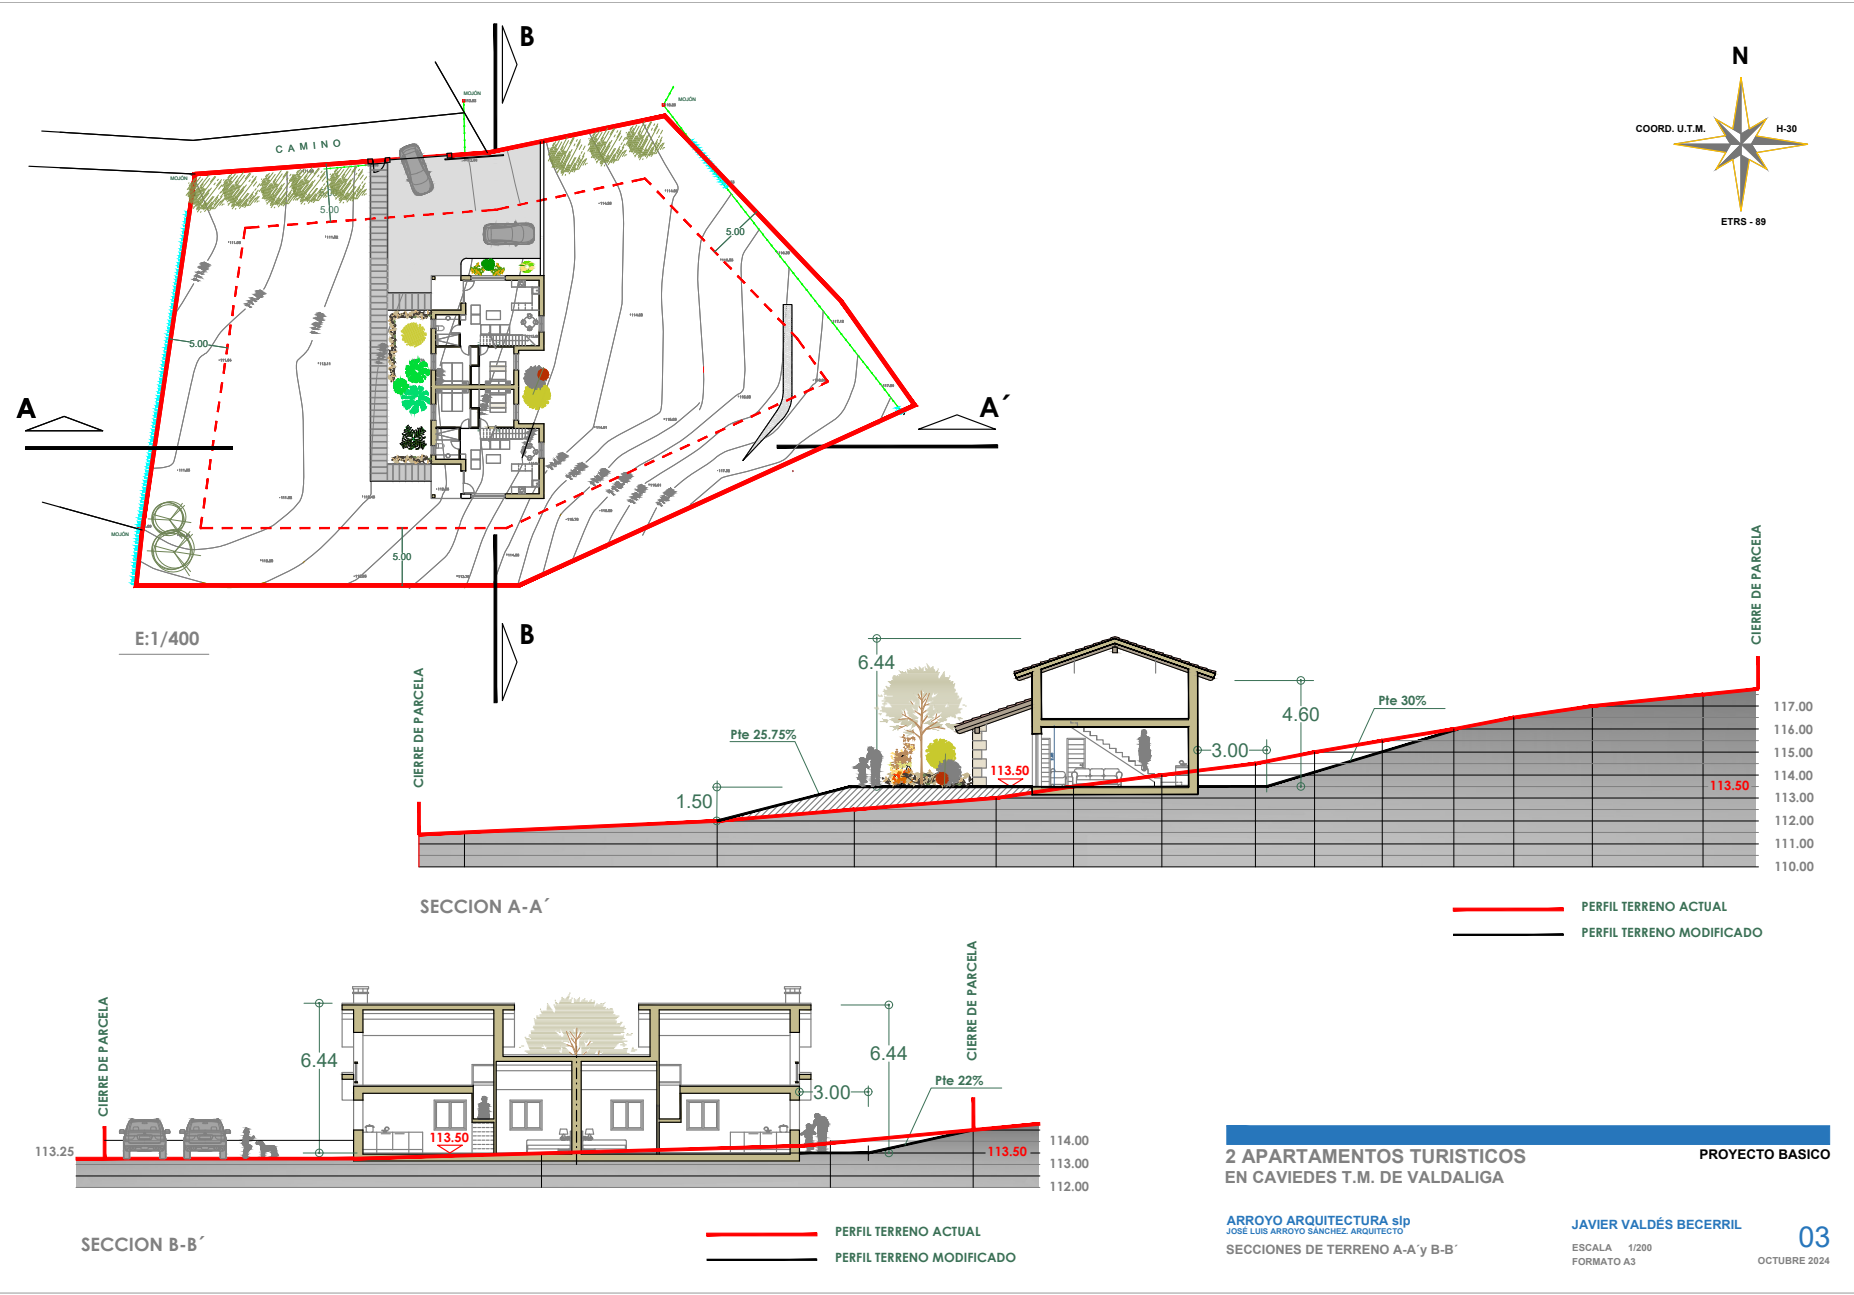 B
N
COORD. U.T.M.
H-30
ETRS - 89
MOJÓN
MOJÓN
CAMINO
MOJÓN
5.00
5.00
5.00
A
A´
MOJÓN
5.00
E:1/400
B
CIERRE DE PARCELA
CIERRE DE PARCELA
6.44
Pte 25.75%
4.60
Pte 30%
3.00
113.50
1.50
117.00
116.00
115.00
114.00
113.50
113.00
112.00
111.00
110.00
SECCION A-A´
PERFIL TERRENO ACTUAL
PERFIL TERRENO MODIFICADO
CIERRE DE PARCELA
CIERRE DE PARCELA
6.44
6.44
3.00
Pte 22%
113.50
113.25
114.00
113.50
113.00
112.00
SECCION B-B´
PERFIL TERRENO ACTUAL
PERFIL TERRENO MODIFICADO
2 APARTAMENTOS TURISTICOS
EN CAVIEDES T.M. DE VALDALIGA
PROYECTO BASICO
ARROYO ARQUITECTURA slp
JOSÉ LUIS ARROYO SÁNCHEZ. ARQUITECTO
SECCIONES DE TERRENO A-A´y B-B´
JAVIER VALDÉS BECERRIL
ESCALA 1/200
FORMATO A3
03
OCTUBRE 2024